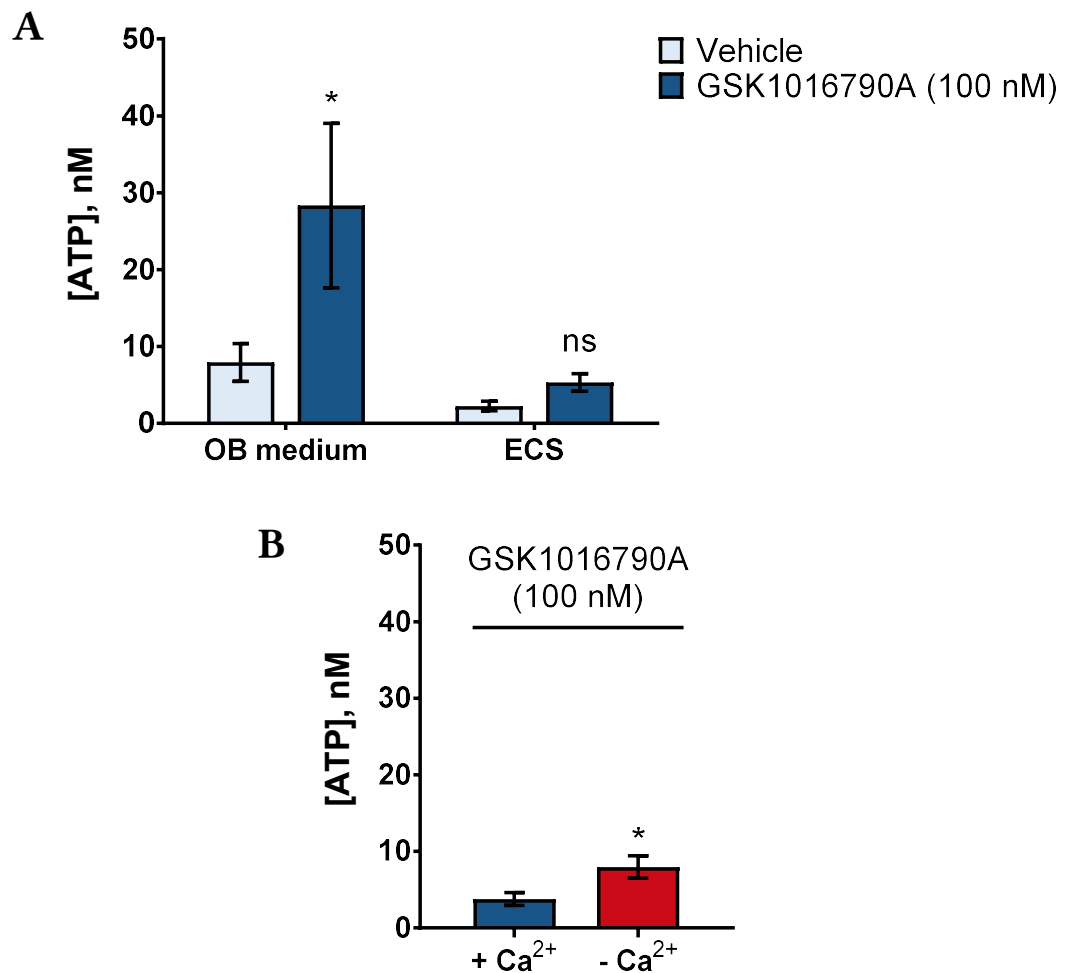 A
50
40
30
20
10
0
[ATP], nM
*
ns
OB medium
ECS
Vehicle
GSK1016790A (100 nM)
B
50
40
30
20
10
0
[ATP], nM
GSK1016790A
(100 nM)
*
+ Ca²⁺
- Ca²⁺